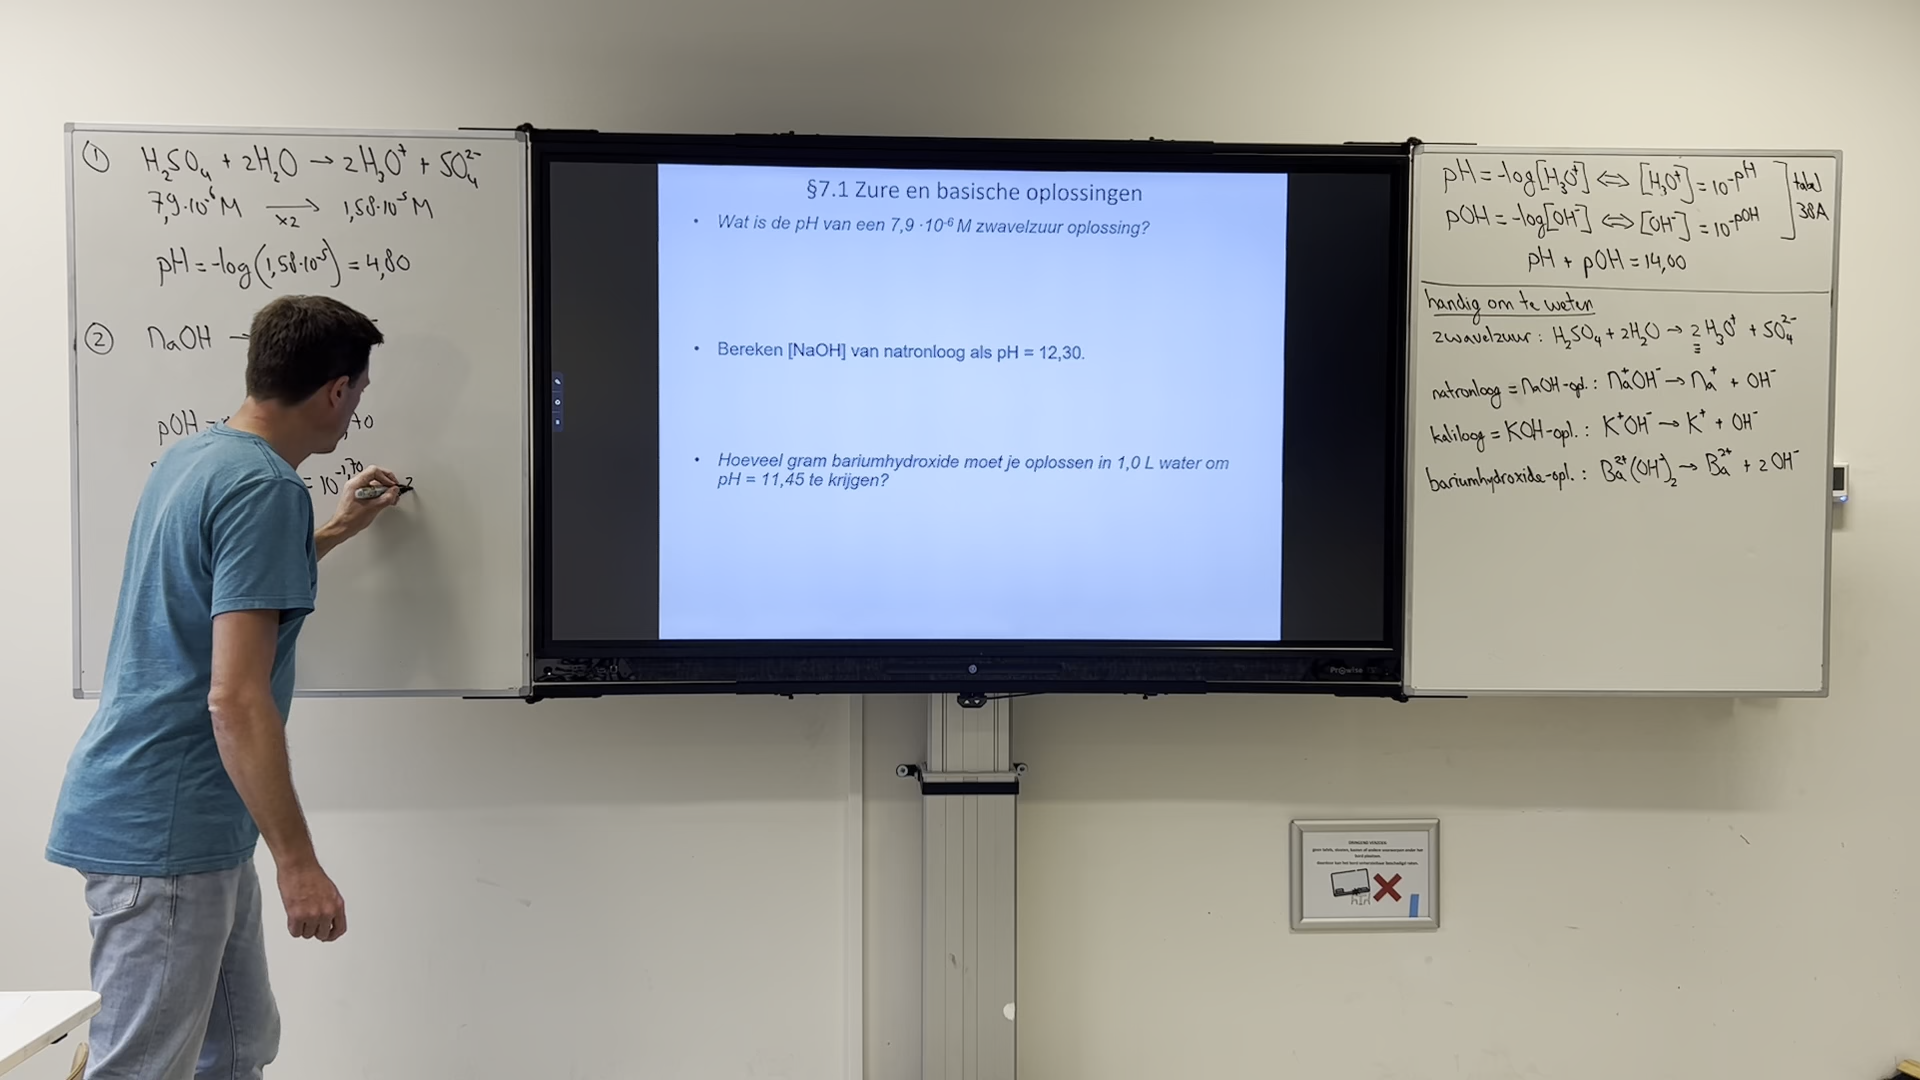 ① H₂SO₄ + 2H₂O → 2H₃O⁺ + SO₄²⁻
7,9·10⁻⁶ M →×2 1,58·10⁻⁵ M
pH = -log(1,58·10⁻⁵) = 4,80
② NaOH →
pOH =
,70
= 10⁻¹,⁷⁰
§7.1 Zure en basische oplossingen
• Wat is de pH van een 7,9 ·10⁻⁶ M zwavelzuur oplossing?
• Bereken [NaOH] van natronloog als pH = 12,30.
• Hoeveel gram bariumhydroxide moet je oplossen in 1,0 L water om
pH = 11,45 te krijgen?
Prowise
pH = -log[H₃O⁺] ⇔ [H₃O⁺] = 10⁻ᵖᴴ
pOH = -log[OH⁻] ⇔ [OH⁻] = 10⁻ᵖᴼᴴ
tabel
38A
pH + pOH = 14,00
handig om te weten
zwavelzuur : H₂SO₄ + 2H₂O → 2H₃O⁺ + SO₄²⁻
natronloog = NaOH-opl. : Na⁺OH⁻ → Na⁺ + OH⁻
kaliloog = KOH-opl. : K⁺OH⁻ → K⁺ + OH⁻
bariumhydroxide-opl. : Ba²⁺(OH⁻)₂ → Ba²⁺ + 2OH⁻